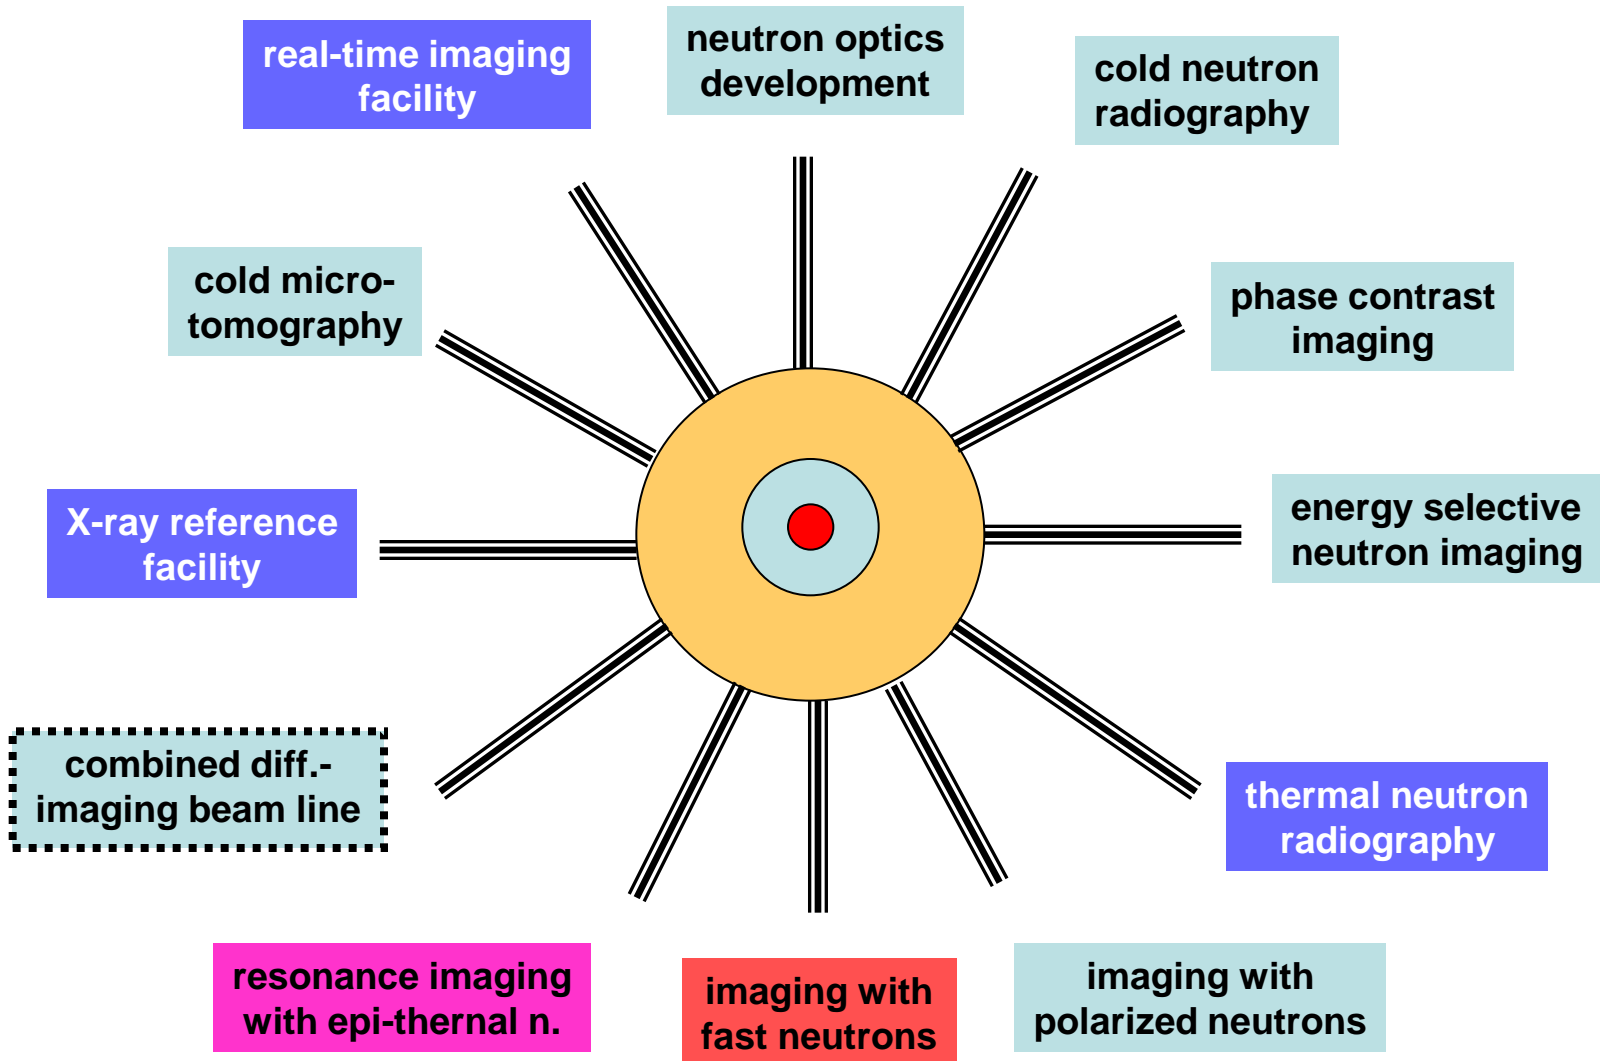 real-time imaging
facility
neutron optics
development
cold neutron
radiography
cold micro-
tomography
phase contrast
imaging
X-ray reference
facility
energy selective
neutron imaging
combined diff.-
imaging beam line
thermal neutron
radiography
resonance imaging
with epi-thernal n.
imaging with
fast neutrons
imaging with
polarized neutrons